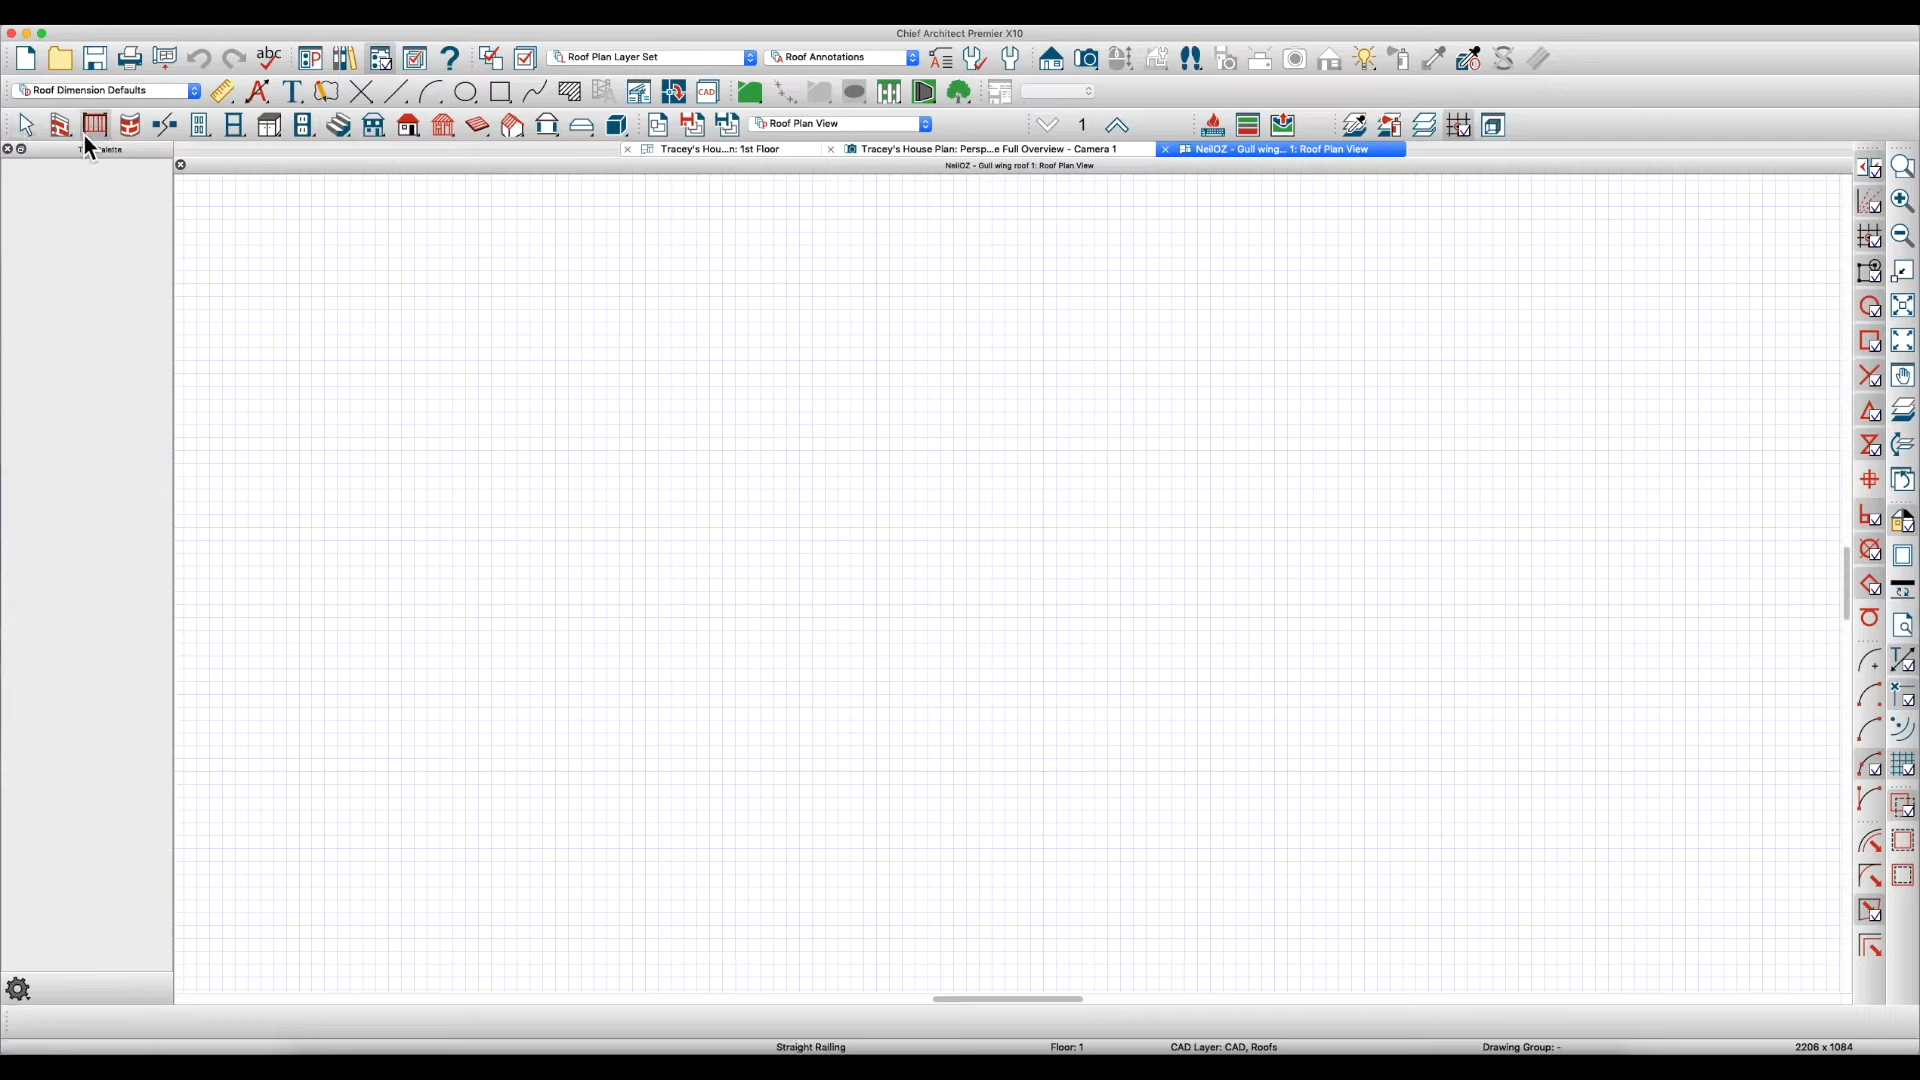 Chief Architect Premier X10
abc
Roof Plan Layer Set
Roof Annotations
Roof Dimension Defaults
T
CAD
Roof Plan View
1
Tracey's Hou...n: 1st Floor
Tracey's House Plan: Persp...e Full Overview - Camera 1
NeilOZ - Gull wing... 1: Roof Plan View
NeilOZ - Gull wing roof 1: Roof Plan View
Straight Railing
Floor: 1
CAD Layer: CAD, Roofs
Drawing Group: -
2206 x 1084